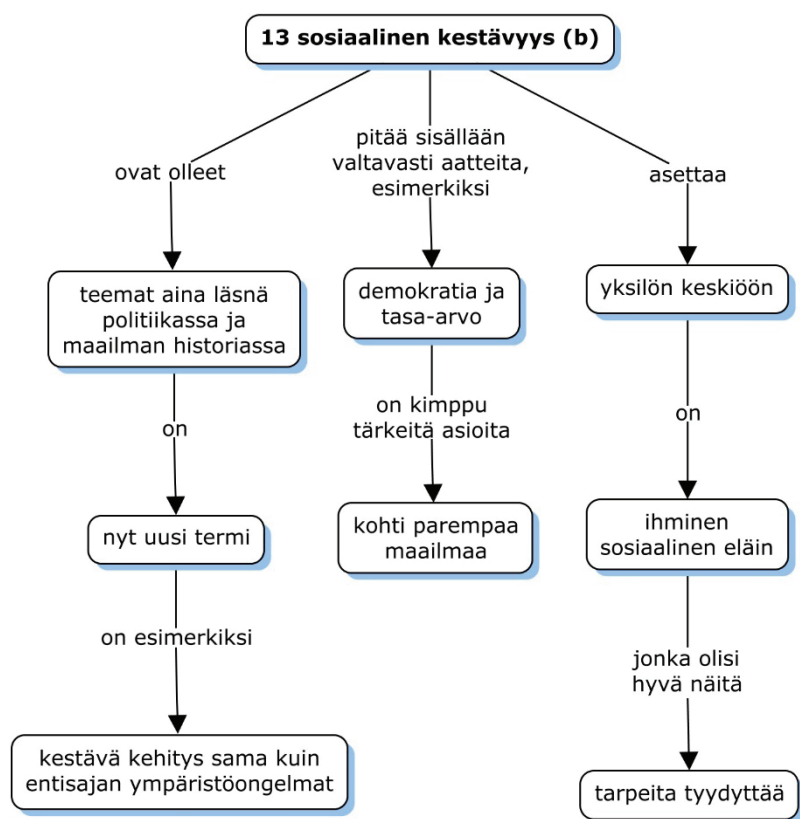 13 sosiaalinen kestävyys (b)
ovat olleet
pitää sisällään
valtavasti aatteita,
esimerkiksi
asettaa
teemat aina läsnä
politiikassa ja
maailman historiassa
demokratia ja
tasa-arvo
yksilön keskiöön
on
on kimppu
tärkeitä asioita
on
nyt uusi termi
kohti parempaa
maailmaa
ihminen
sosiaalinen eläin
on esimerkiksi
jonka olisi
hyvä näitä
kestävä kehitys sama kuin
entisajan ympäristöongelmat
tarpeita tyydyttää